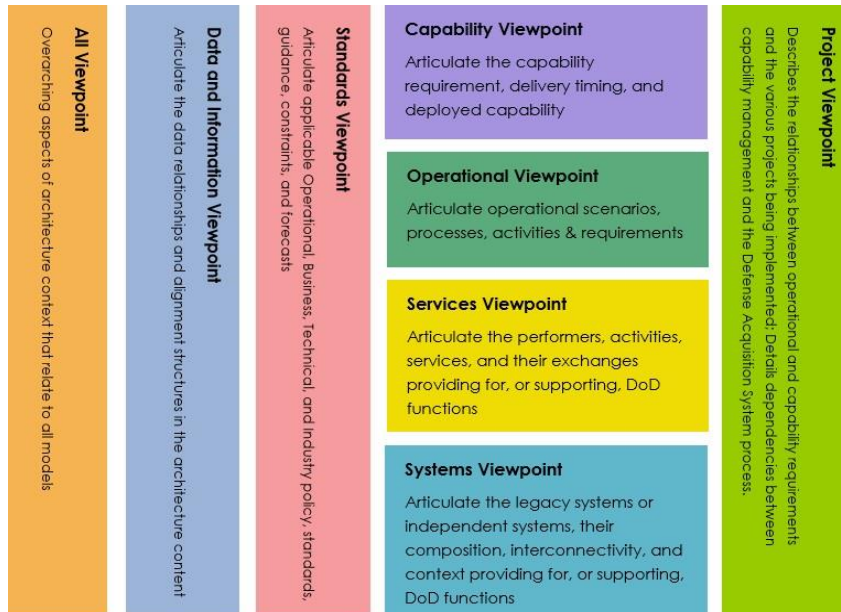 All Viewpoint
Overarching aspects of architecture context that relate to all models
Data and Information Viewpoint
Articulate the data relationships and alignment structures in the architecture content
Standards Viewpoint
Articulate applicable Operational, Business, Technical, and Industry policy, standards,
guidance, constraints, and forecasts
Capability Viewpoint
Articulate the capability
requirement, delivery timing, and
deployed capability
Operational Viewpoint
Articulate operational scenarios,
processes, activities & requirements
Services Viewpoint
Articulate the performers, activities,
services, and their exchanges
providing for, or supporting, DoD
functions
Systems Viewpoint
Articulate the legacy systems or
independent systems, their
composition, interconnectivity, and
context providing for, or supporting,
DoD functions
Project Viewpoint
Describes the relationships between operational and capability requirements
and the various projects being implemented; Details dependencies between
capability management and the Defense Acquisition System process.